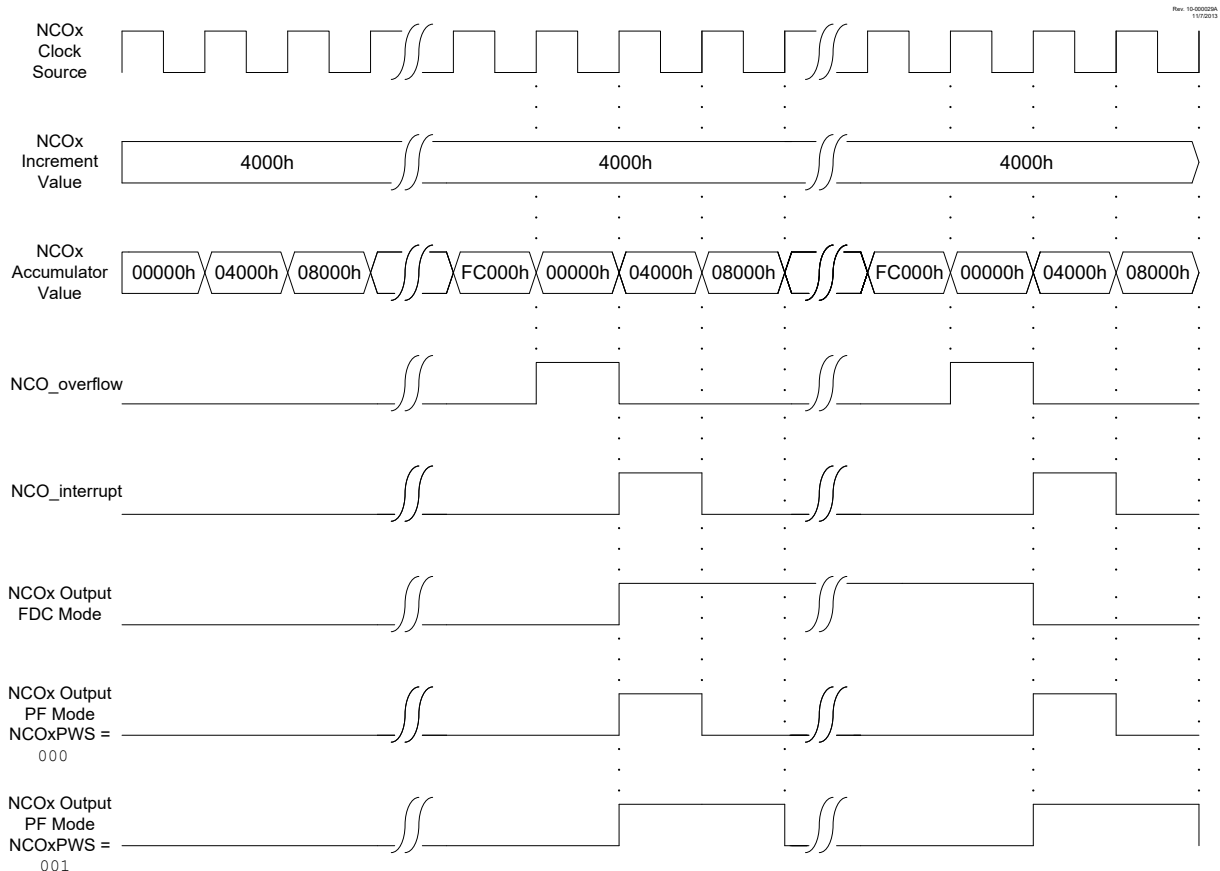 Rev. 10-000029A
11/7/2013
NCOx
Clock
Source
NCOx
Increment
Value
4000h
4000h
4000h
NCOx
Accumulator
Value
00000h
04000h
08000h
FC000h
00000h
04000h
08000h
FC000h
00000h
04000h
08000h
NCO_overflow
NCO_interrupt
NCOx Output
FDC Mode
NCOx Output
PF Mode
NCOxPWS =
000
NCOx Output
PF Mode
NCOxPWS =
001